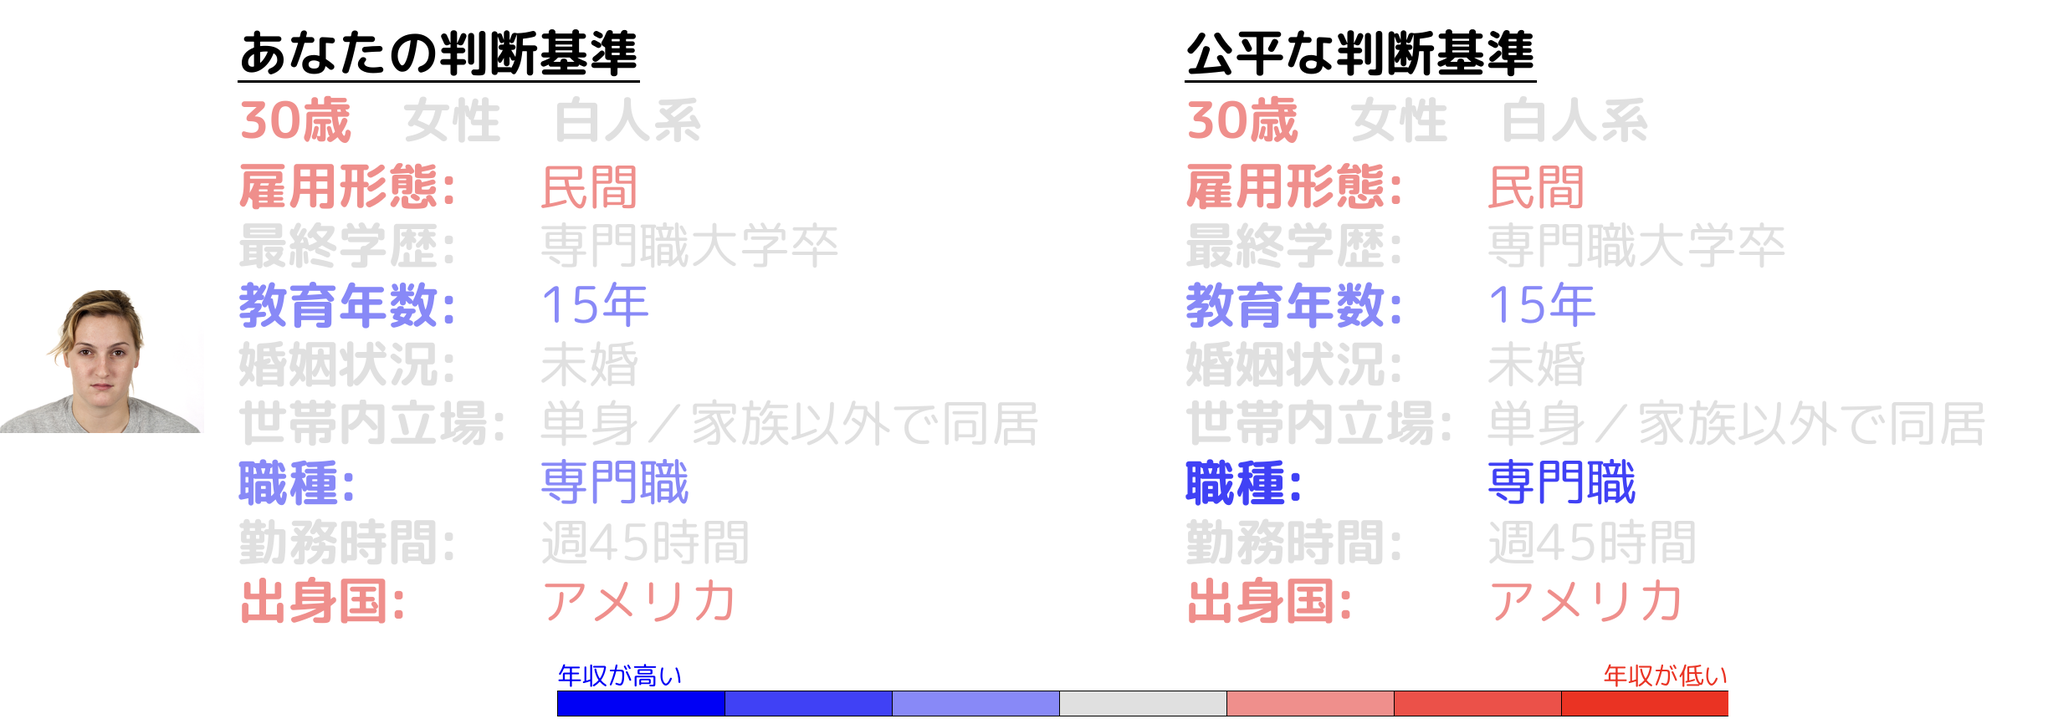 あなたの判断基準
30歳 女性 白人系
雇用形態: 民間
最終学歴: 専門職大学卒
教育年数: 15年
婚姻状況: 未婚
世帯内立場: 単身／家族以外で同居
職種: 専門職
勤務時間: 週45時間
出身国: アメリカ
公平な判断基準
30歳 女性 白人系
雇用形態: 民間
最終学歴: 専門職大学卒
教育年数: 15年
婚姻状況: 未婚
世帯内立場: 単身／家族以外で同居
職種: 専門職
勤務時間: 週45時間
出身国: アメリカ
年収が高い
年収が低い